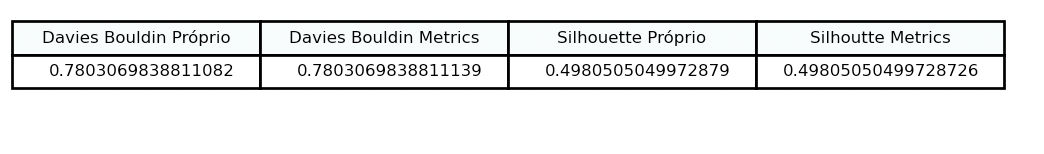 Davies Bouldin Próprio Davies Bouldin Metrics Silhouette Próprio Silhoutte Metrics
0.7803069838811082 0.7803069838811139 0.4980505049972879 0.49805050499728726